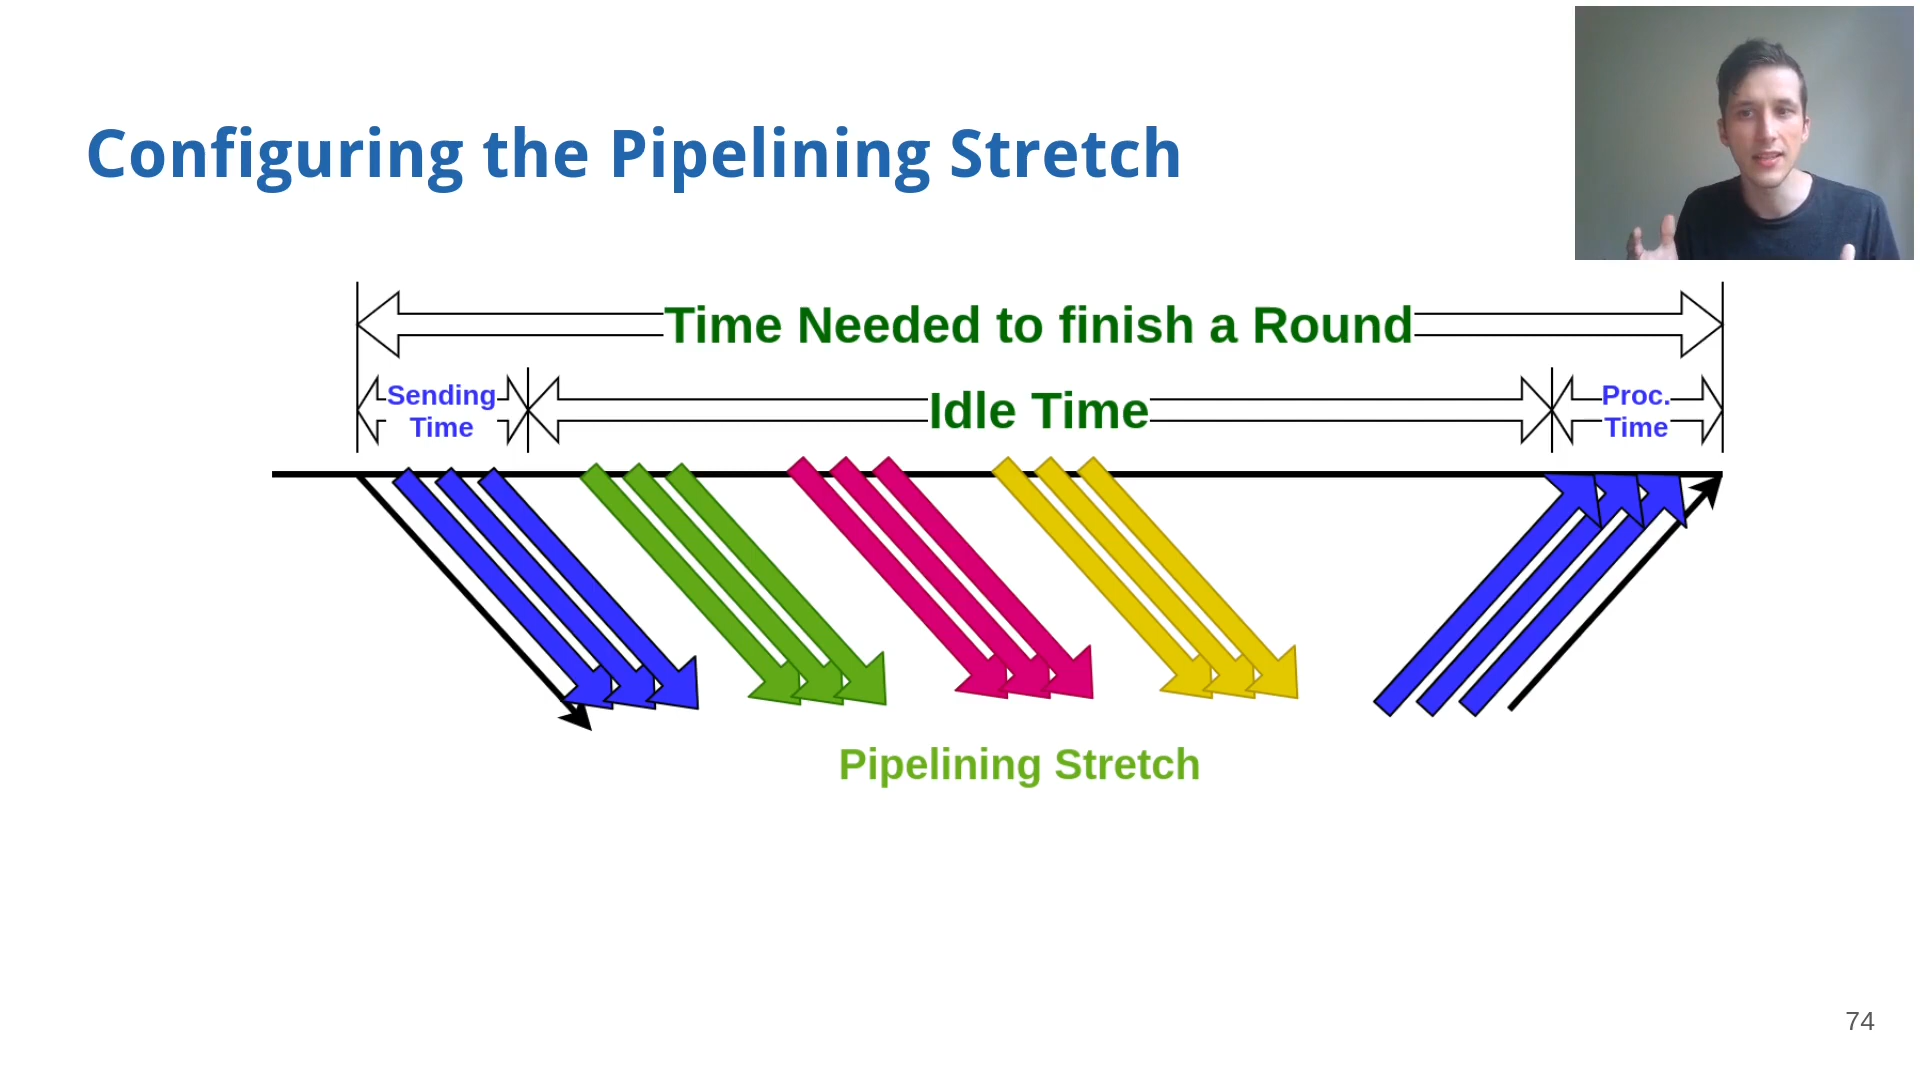 Configuring the Pipelining Stretch
Time Needed to finish a Round
Sending
Time
Idle Time
Proc.
Time
Pipelining Stretch
74